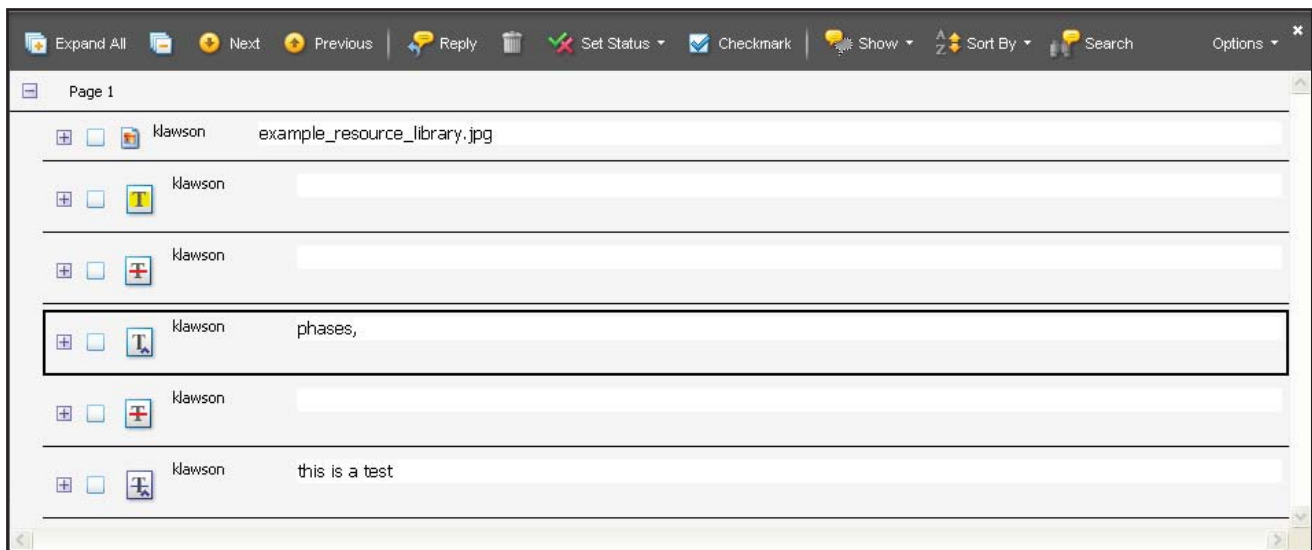 Expand All Next Previous Reply Set Status Checkmark Show A Z Sort By Search Options
Page 1
klawson example_resource_library.jpg
T klawson
T klawson
T klawson phases,
T klawson
T klawson this is a test